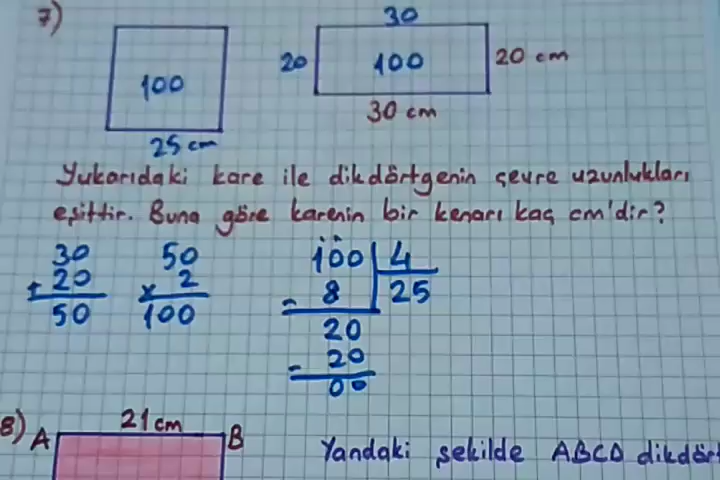 7)
30
20 100 20 cm
100
30 cm
25 cm
Yukarıdaki kare ile dikdörtgenin çevre uzunlukları
eşittir. Buna göre karenin bir kenarı kaç cm'dir?
30
+ 20
50
50
x 2
100
100 4
- 8 25
20
- 20
00
8) A 21 cm B
Yandaki şekilde ABCD dikdört